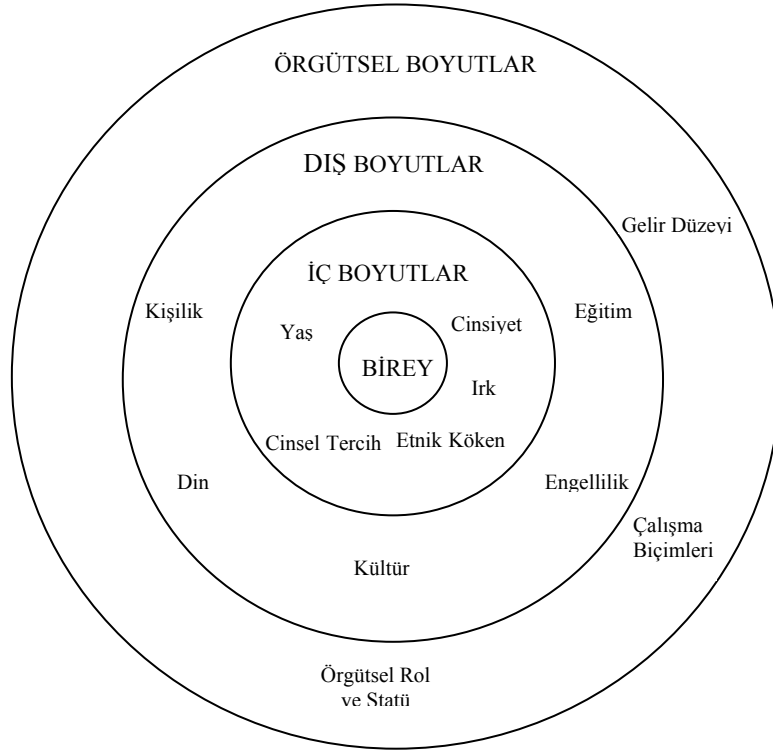 ÖRGÜTSEL BOYUTLAR
DIŞ BOYUTLAR
Gelir Düzeyi
İÇ BOYUTLAR
Kişilik
Yaş
Cinsiyet
Eğitim
BİREY
Irk
Cinsel Tercih
Etnik Köken
Din
Engellilik
Çalışma
Biçimleri
Kültür
Örgütsel Rol
ve Statü